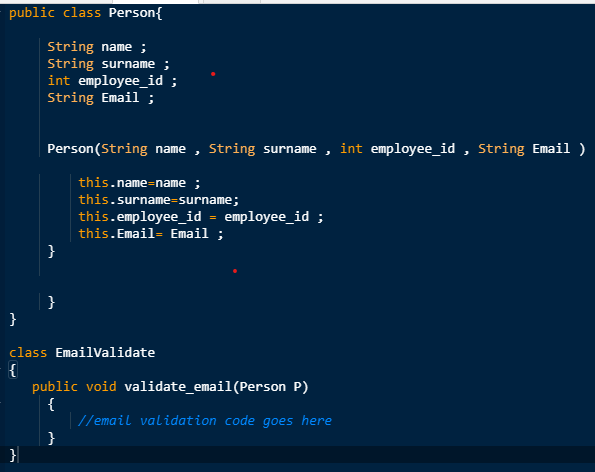 public class Person{
String name ;
String surname ;
int employee_id ;
String Email ;
Person(String name , String surname , int employee_id , String Email )
this.name=name ;
this.surname=surname;
this.employee_id = employee_id ;
this.Email= Email ;
}
}
}
class EmailValidate
{
public void validate_email(Person P)
{
//email validation code goes here
}
}